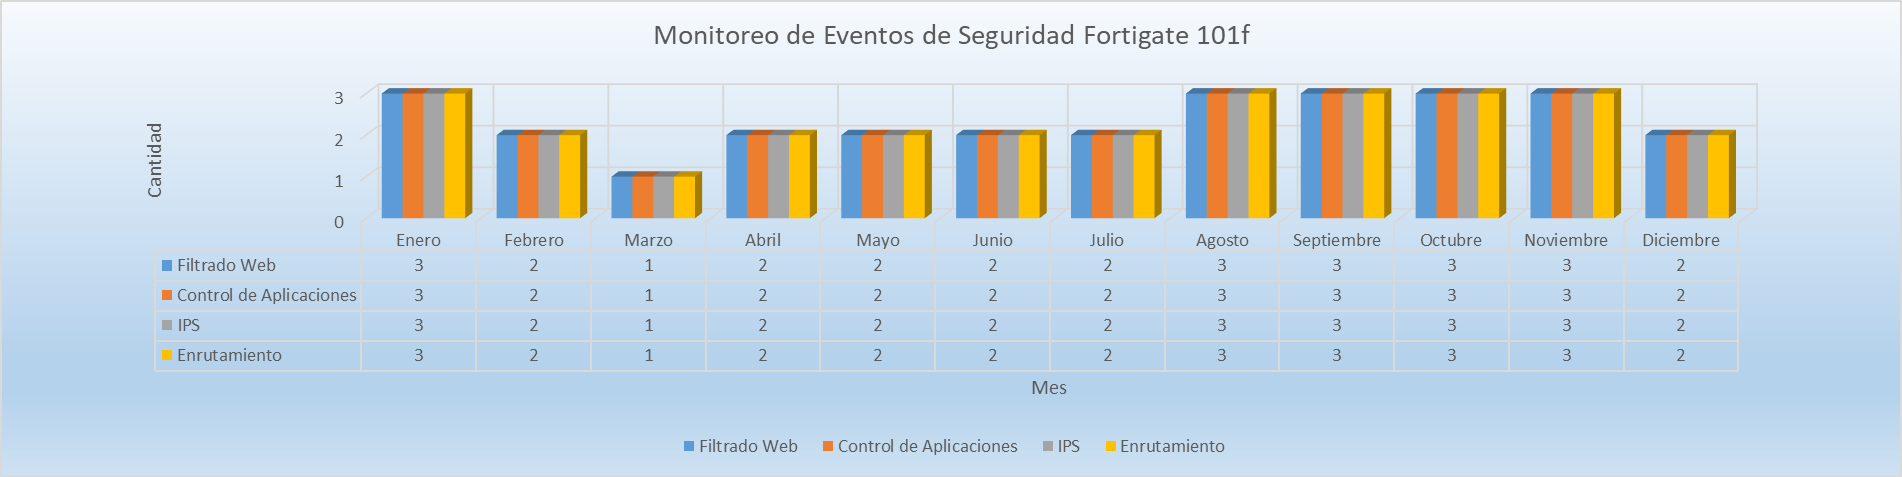 Monitoreo de Eventos de Seguridad Fortigate 101f
Cantidad
3
2
1
0
Enero Febrero Marzo Abril Mayo Junio Julio Agosto Septiembre Octubre Noviembre Diciembre
Filtrado Web 3 2 1 2 2 2 2 3 3 3 3 2
Control de Aplicaciones 3 2 1 2 2 2 2 3 3 3 3 2
IPS 3 2 1 2 2 2 2 3 3 3 3 2
Enrutamiento 3 2 1 2 2 2 2 3 3 3 3 2
Mes
Filtrado Web Control de Aplicaciones IPS Enrutamiento